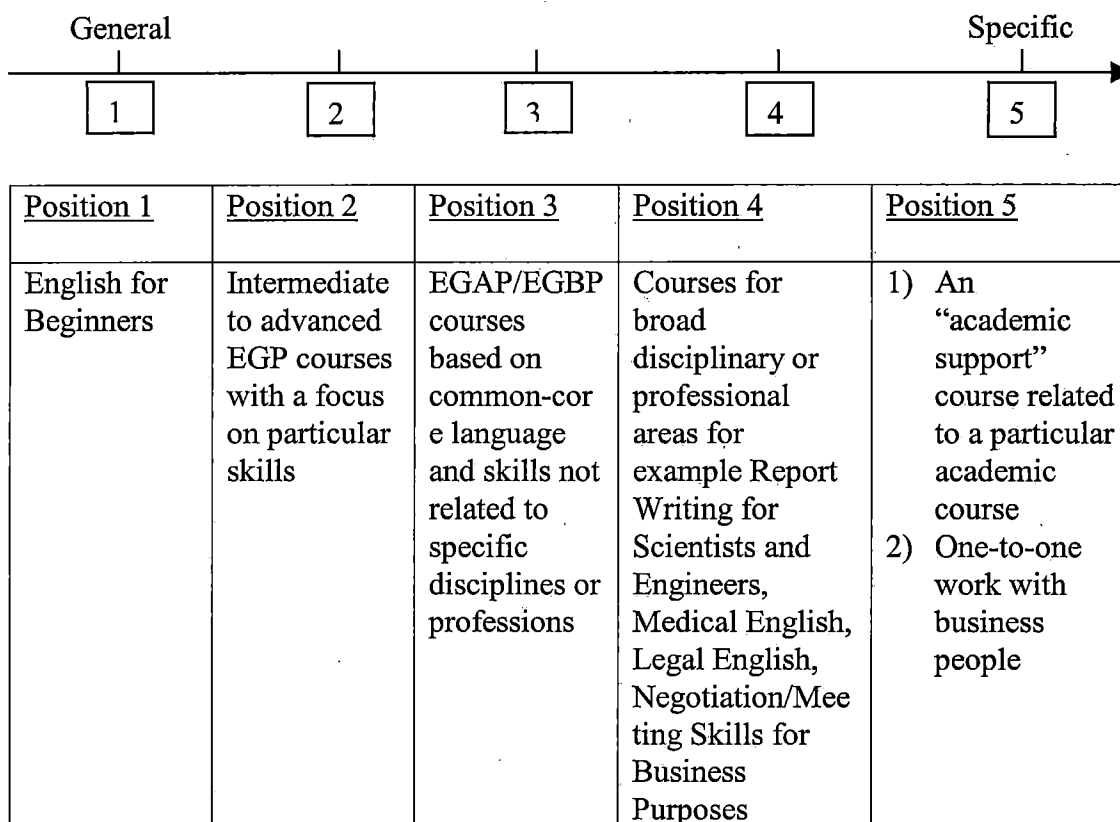 General Specific
1 2 3 4 5
Position 1 Position 2 Position 3 Position 4 Position 5
English for
Beginners
Intermediate
to advanced
EGP courses
with a focus
on particular
skills
EGAP/EGBP
courses
based on
common-cor
e language
and skills not
related to
specific
disciplines or
professions
Courses for
broad
disciplinary or
professional
areas for
example Report
Writing for
Scientists and
Engineers,
Medical English,
Legal English,
Negotiation/Mee
ting Skills for
Business
Purposes
1) An
“academic
support”
course related
to a particular
academic
course
2) One-to-one
work with
business
people